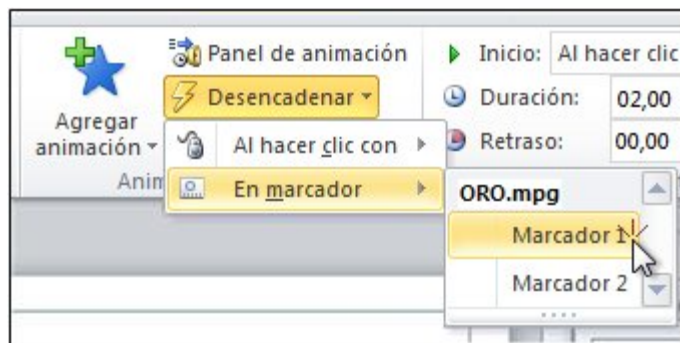 Agregar
animación
Panel de animación
Desencadenar
Al hacer clic con
En marcador
Inicio: Al hacer clic
Duración: 02,00
Retraso: 00,00
ORO.mpg
Marcador 1
Marcador 2